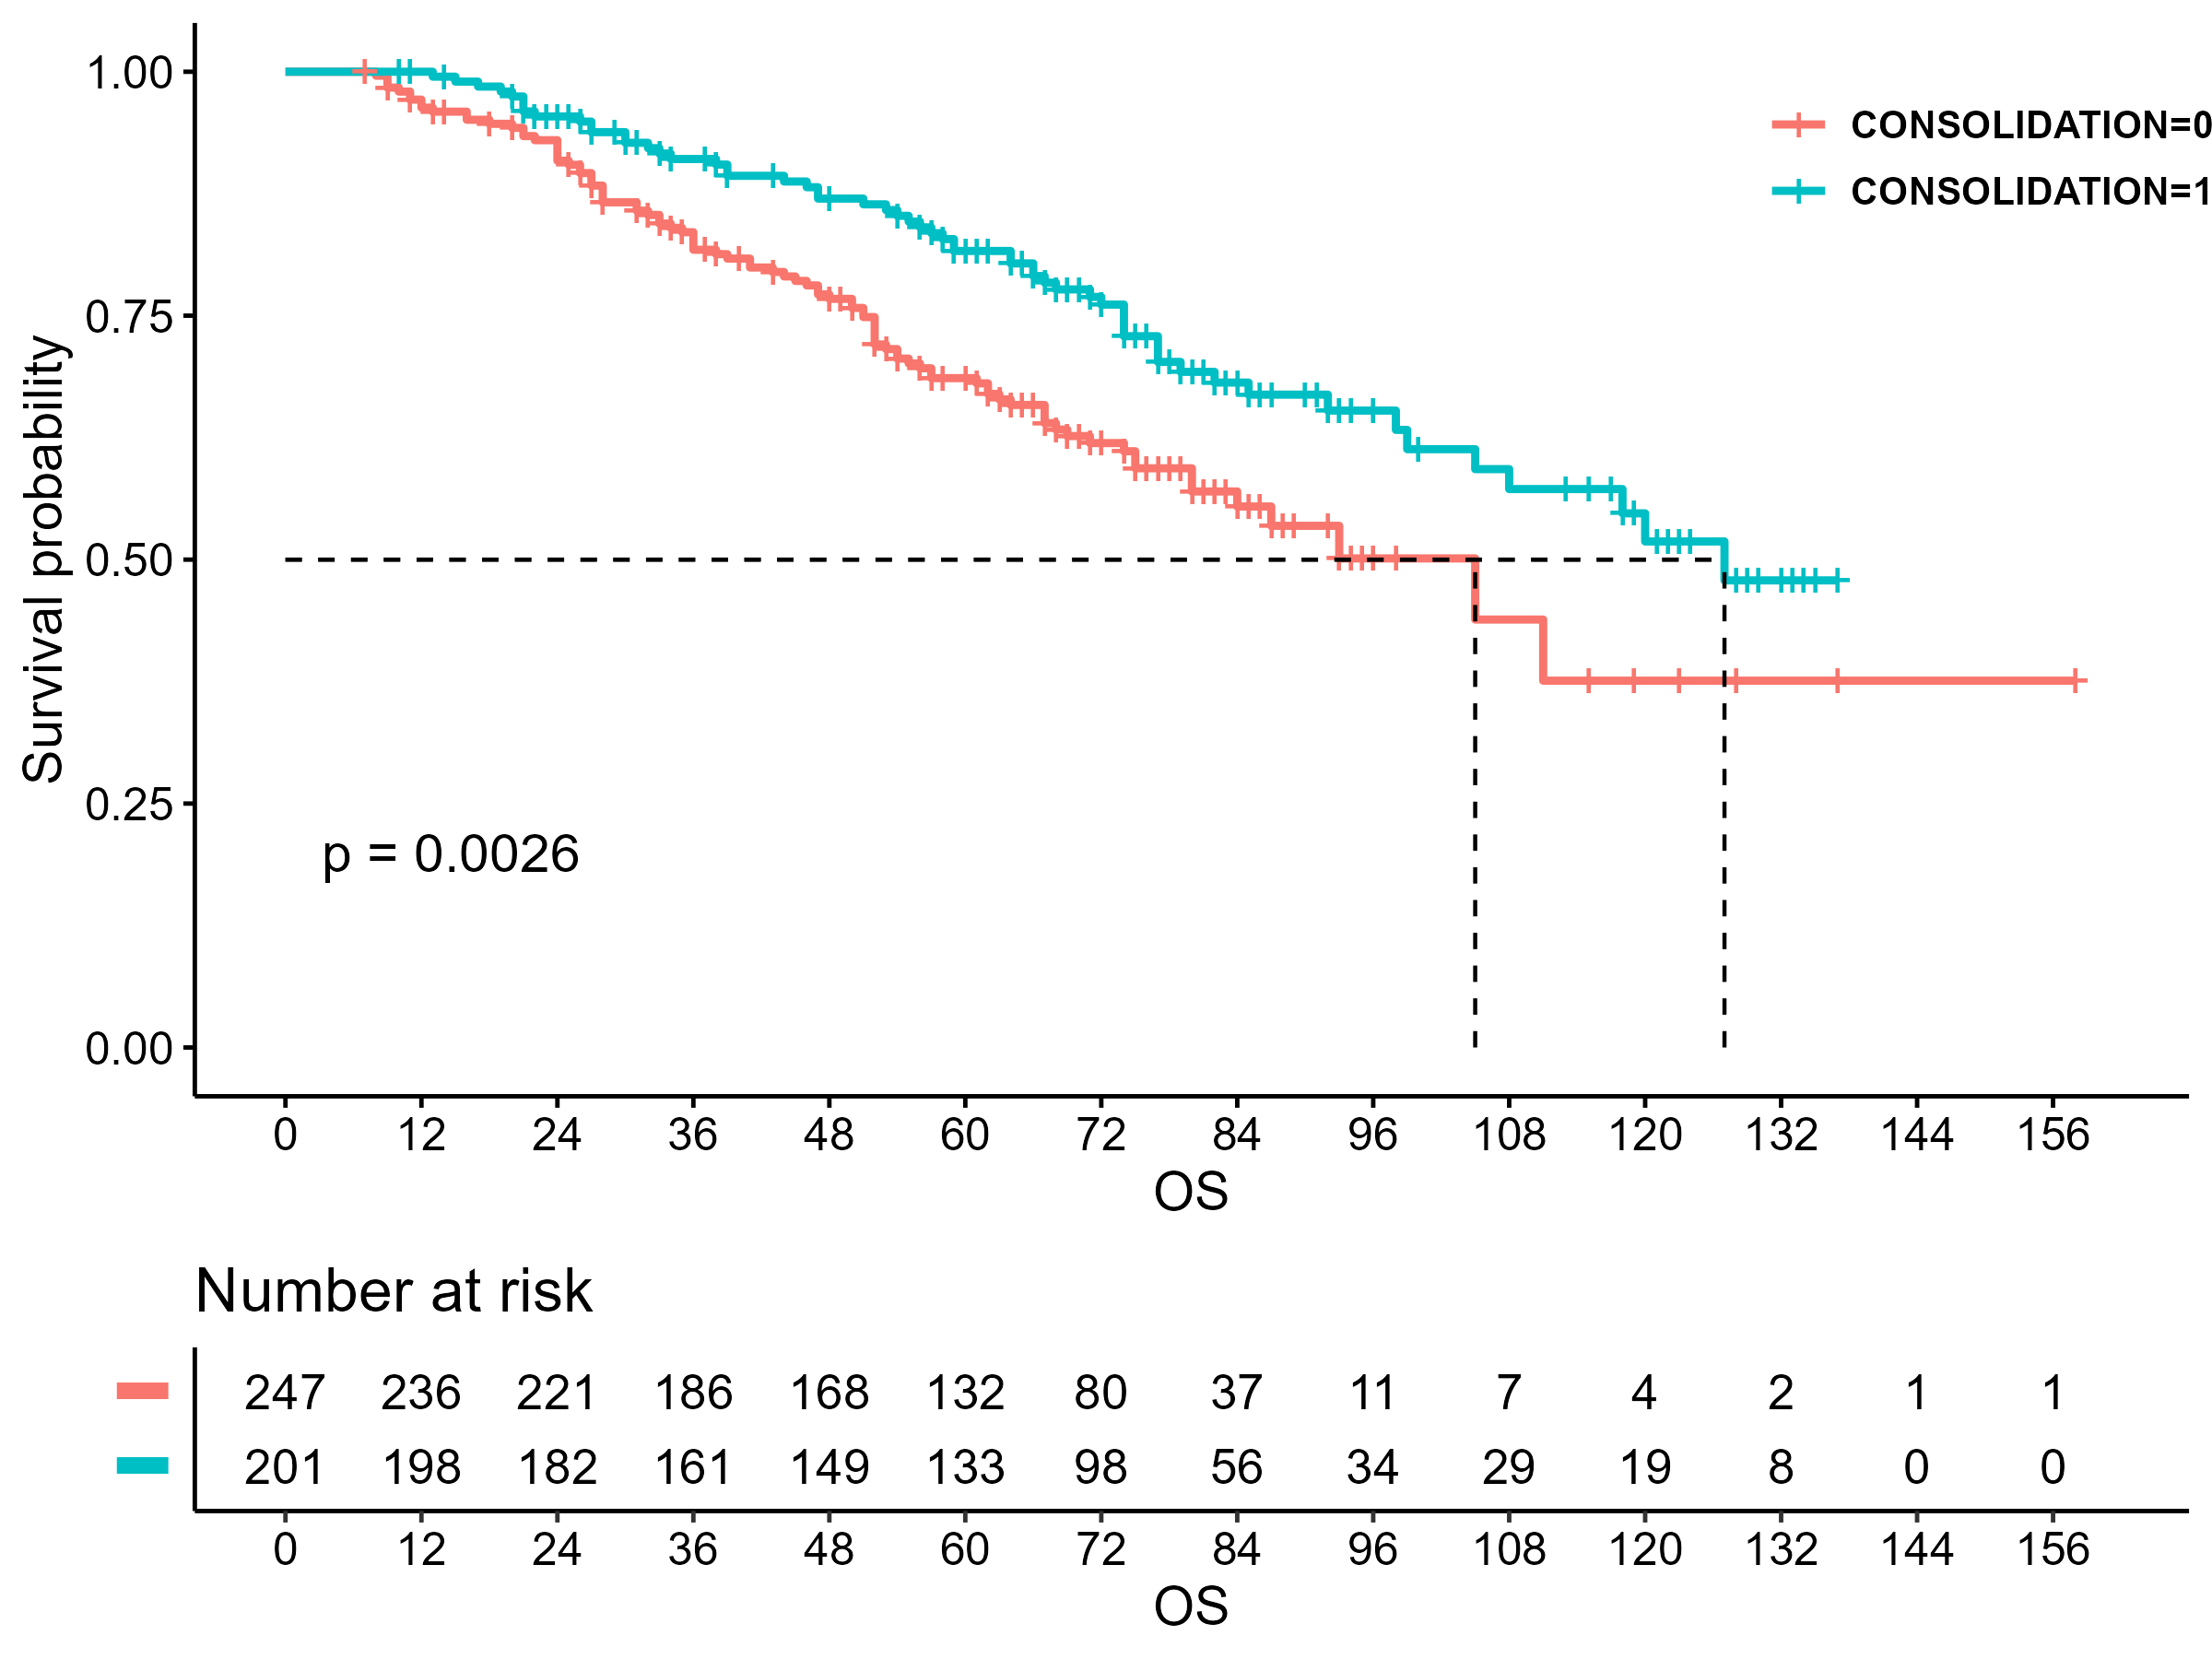 1.00
CONSOLIDATION=0
CONSOLIDATION=1
0.75
Survival probability
0.50
0.25
p = 0.0026
0.00
0 12 24 36 48 60 72 84 96 108 120 132 144 156
OS
Number at risk
247 236 221 186 168 132 80 37 11 7 4 2 1 1
201 198 182 161 149 133 98 56 34 29 19 8 0 0
0 12 24 36 48 60 72 84 96 108 120 132 144 156
OS